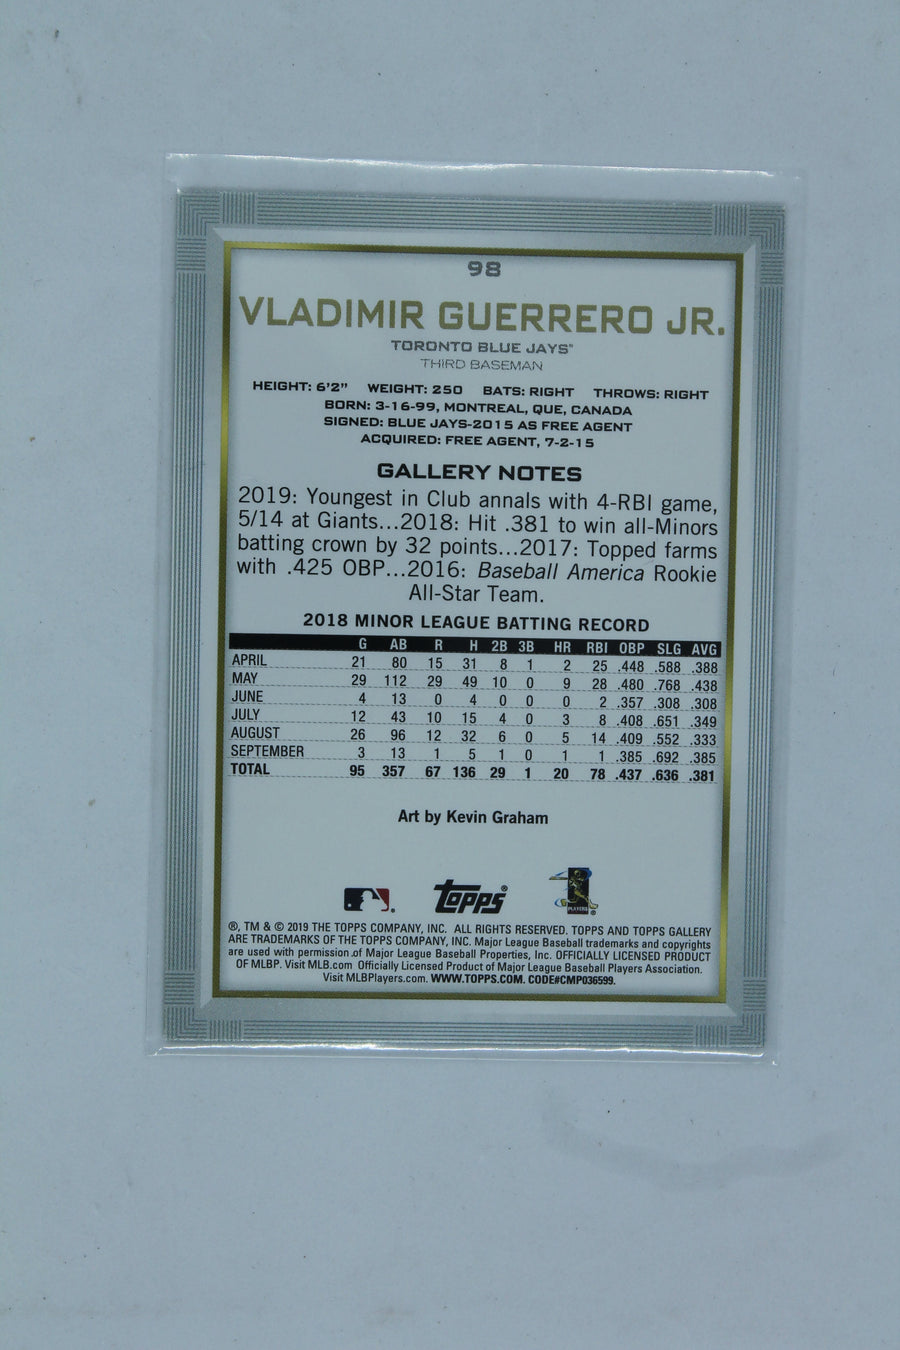 98
VLADIMIR GUERRERO JR.
TORONTO BLUE JAYS™
THIRD BASEMAN
HEIGHT: 6'2" WEIGHT: 250 BATS: RIGHT THROWS: RIGHT
BORN: 3-16-99, MONTREAL, QUE, CANADA
SIGNED: BLUE JAYS-2015 AS FREE AGENT
ACQUIRED: FREE AGENT, 7-2-15
GALLERY NOTES
2019: Youngest in Club annals with 4-RBI game,
5/14 at Giants...2018: Hit .381 to win all-Minors
batting crown by 32 points...2017: Topped farms
with .425 OBP...2016: Baseball America Rookie
All-Star Team.
2018 MINOR LEAGUE BATTING RECORD
G AB R H 2B 3B HR RBI OBP SLG AVG
APRIL 21 80 15 31 8 1 2 25 .448 .588 .388
MAY 29 112 29 49 10 0 9 28 .480 .768 .438
JUNE 4 13 0 4 0 0 0 2 .357 .308 .308
JULY 12 43 10 15 4 0 3 8 .408 .651 .349
AUGUST 26 96 12 32 6 0 5 14 .409 .552 .333
SEPTEMBER 3 13 1 5 1 0 1 1 .385 .692 .385
TOTAL 95 357 67 136 29 1 20 78 .437 .636 .381
Art by Kevin Graham
topps®
PLAYERS
®, TM & © 2019 THE TOPPS COMPANY, INC. ALL RIGHTS RESERVED. TOPPS AND TOPPS GALLERY
ARE TRADEMARKS OF THE TOPPS COMPANY, INC. Major League Baseball trademarks and copyrights
are used with permission of Major League Baseball Properties, Inc. OFFICIALLY LICENSED PRODUCT
OF MLBP. Visit MLB.com Officially Licensed Product of Major League Baseball Players Association.
Visit MLBPlayers.com. WWW.TOPPS.COM. CODE#CMP036599.